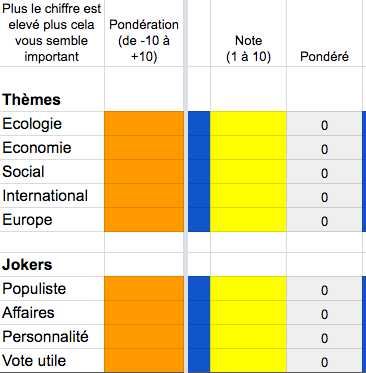 Plus le chiffre est
elevé plus cela
vous semble
important
Pondération
(de -10 à
+10)
Note
(1 à 10)
Pondéré
Thèmes
Ecologie 0
Economie 0
Social 0
International 0
Europe 0
Jokers
Populiste 0
Affaires 0
Personnalité 0
Vote utile 0